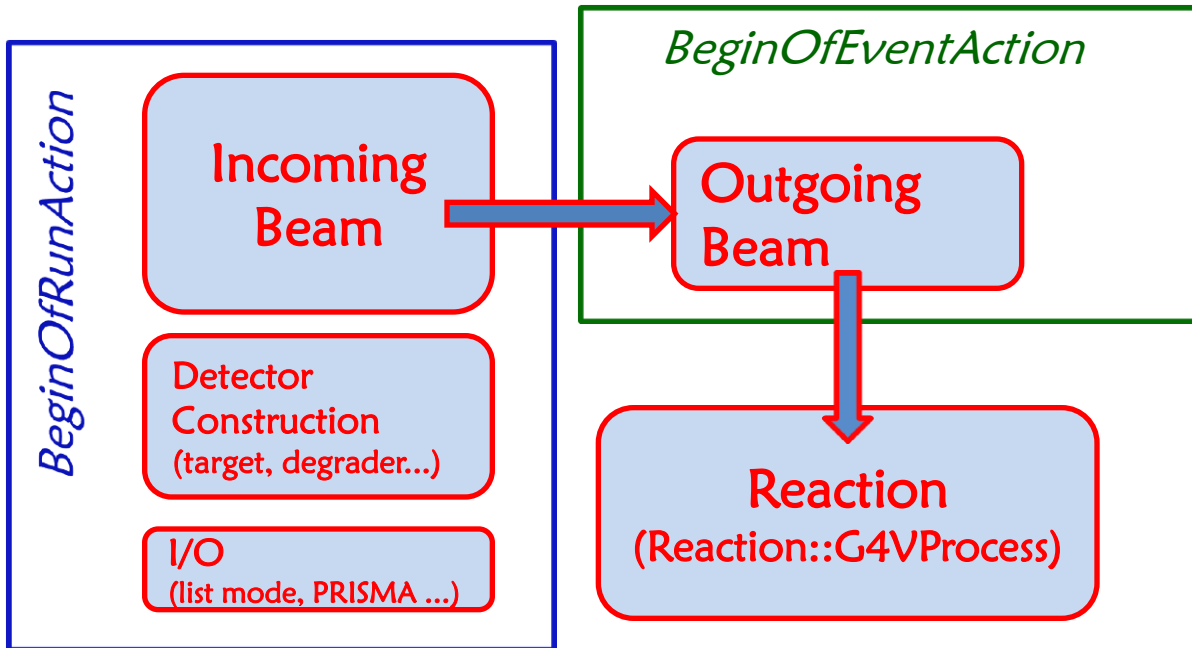 BeginOfRunAction
Incoming
Beam
Detector
Construction
(target, degrader...)
I/O
(list mode, PRISMA ...)
BeginOfEventAction
Outgoing
Beam
Reaction
(Reaction::G4VProcess)